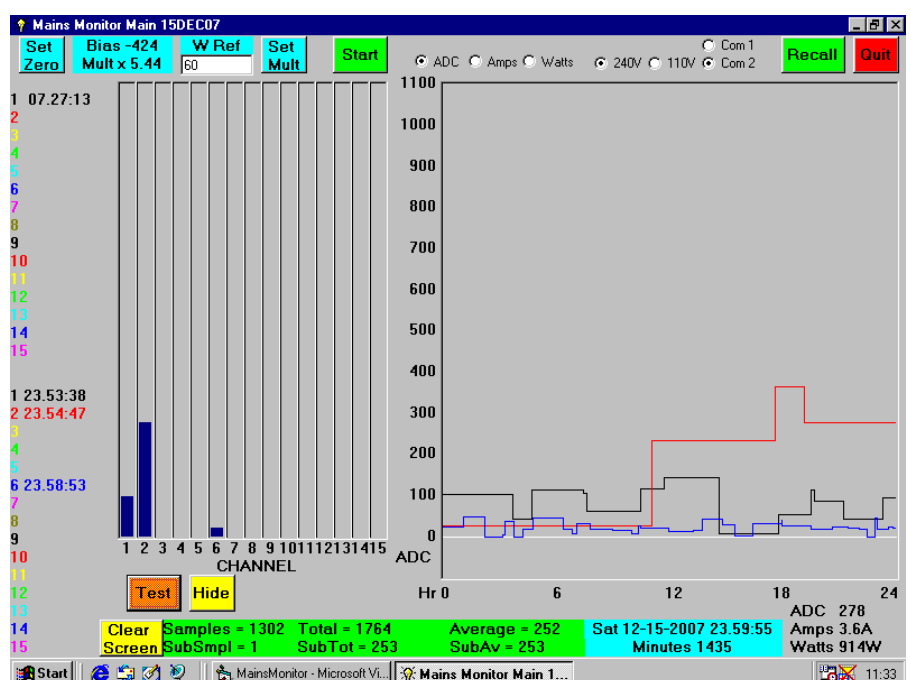 Mains Monitor Main 15DEC07
Set Zero
Bias -424
Mult x 5.44
W Ref
60
Set Mult
Start
ADC Amps Watts
240V 110V
Com 1
Com 2
Recall
Quit
1 07.27:13
2
3
4
5
6
7
8
9
10
11
12
13
14
15
1 23.53:38
2 23.54:47
3
4
5
6 23.58:53
7
8
9
10
11
12
13
14
15
1 2 3 4 5 6 7 8 9 10 11 12 13 14 15
CHANNEL
Test
Hide
1100
1000
900
800
700
600
500
400
300
200
100
0
ADC
Hr 0 6 12 18 24
ADC 278
Amps 3.6A
Watts 914W
Clear Screen
Samples = 1302 Total = 1764 Average = 252
SubSmpl = 1 SubTot = 253 SubAv = 253
Sat 12-15-2007 23.59:55
Minutes 1435
Start
MainsMonitor - Microsoft Vi...
Mains Monitor Main 1...
11:33